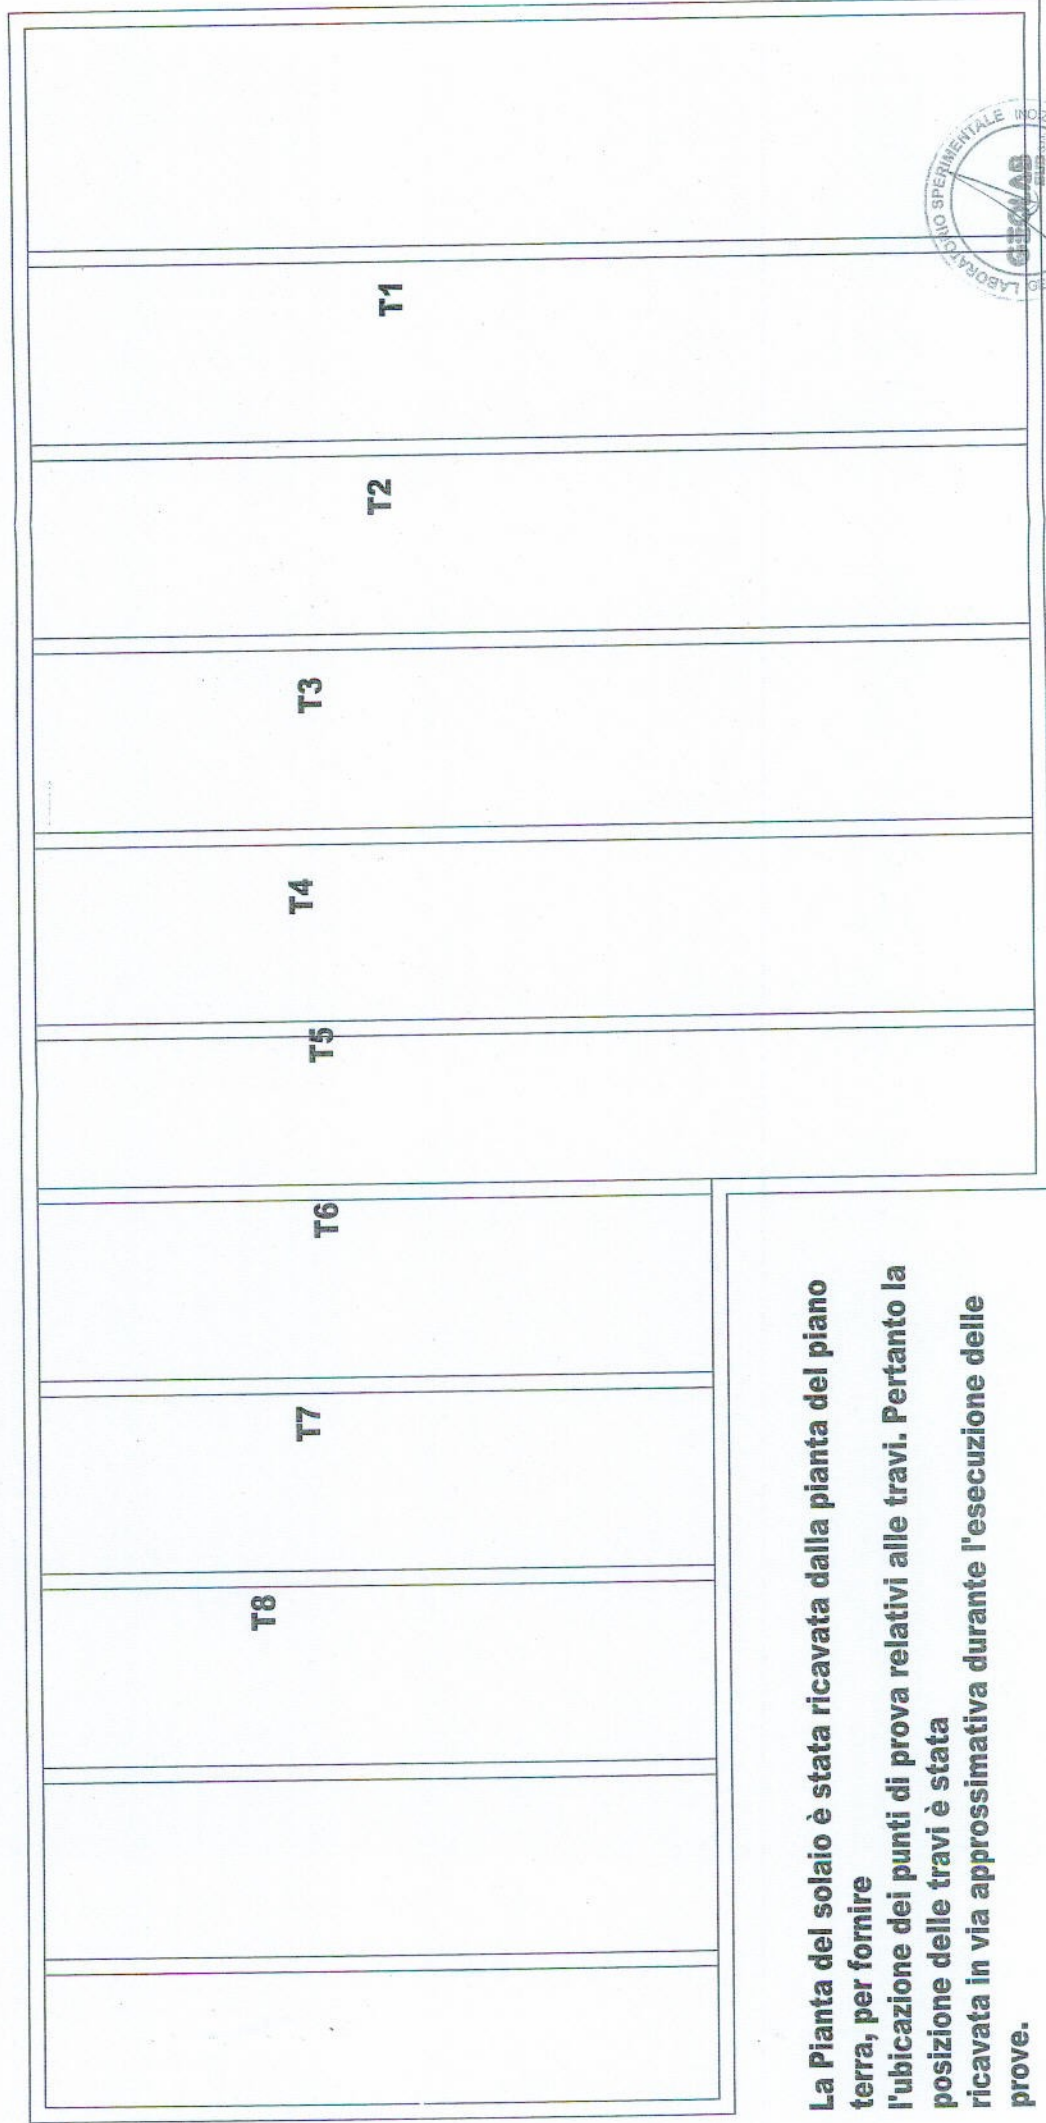 T8
T7
T6
T5
T4
T3
T2
T1
La Pianta del solaio è stata ricavata dalla pianta del piano
terra, per fornire
l'ubicazione dei punti di prova relativi alle travi. Pertanto la
posizione delle travi è stata
ricavata in via approssimativa durante l'esecuzione delle
prove.
LABORATORIO SPERIMENTALE
GEOLAB